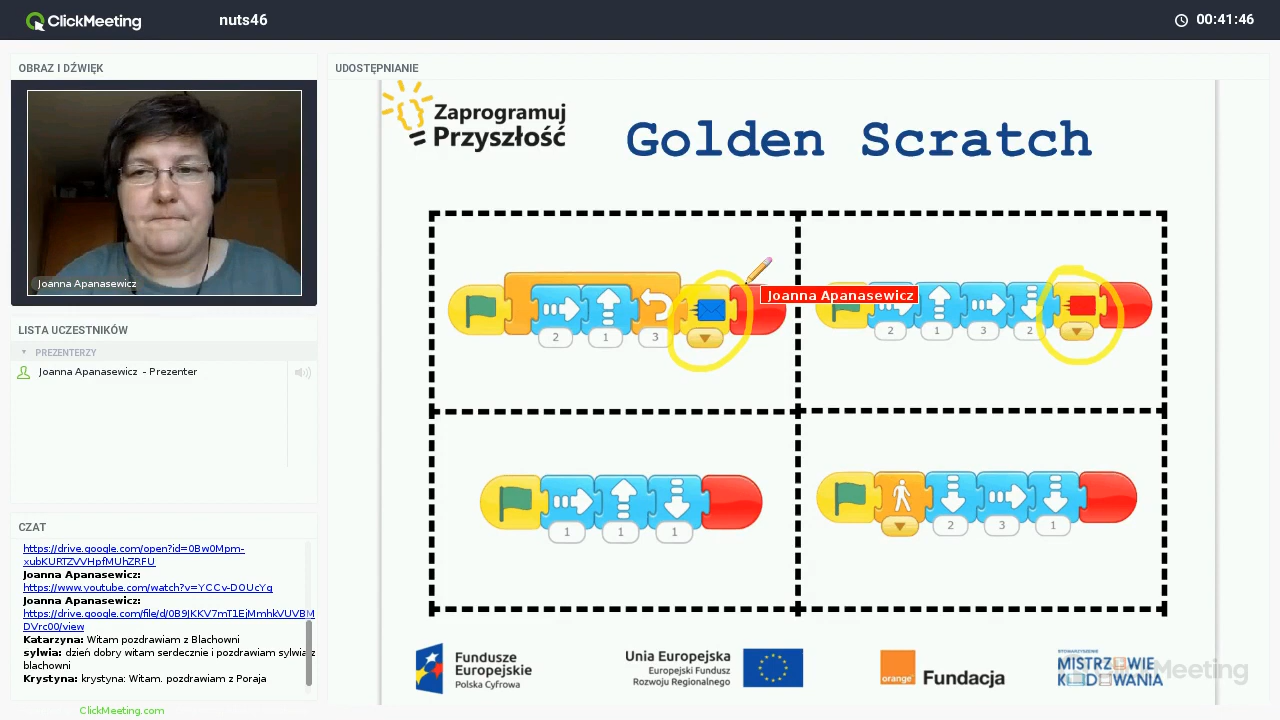 ClickMeeting
nuts46
00:41:46
OBRAZ I DŹWIĘK
Joanna Apanasewicz
LISTA UCZESTNIKÓW
PREZENTERZY
Joanna Apanasewicz - Prezenter
CZAT
https://drive.google.com/open?id=0Bw0Mpm-
xubKURTZVVHpfMUhZRFU
Joanna Apanasewicz:
https://www.youtube.com/watch?v=YCCv-DOUcYg
Joanna Apanasewicz:
https://drive.google.com/file/d/0B9JKKV7mT1EjMmhkVUVBM
DVrc00/view
Katarzyna: Witam pozdrawiam z Blachowni
sylwia: dzień dobry witam serdecznie i pozdrawiam sylwia z
blachowni
Krystyna: krystyna: Witam. pozdrawiam z Poraja
ClickMeeting.com
UDOSTĘPNIANIE
Zaprogramuj
Przyszłość
Golden Scratch
Joanna Apanasewicz
2 1 3
2 1 3 2
1 1 1
2 3 1
Fundusze
Europejskie
Polska Cyfrowa
Unia Europejska
Europejski Fundusz
Rozwoju Regionalnego
orange
Fundacja
STOWARZYSZENIE
MISTRZOWIE
KODOWANIA
ClickMeeting